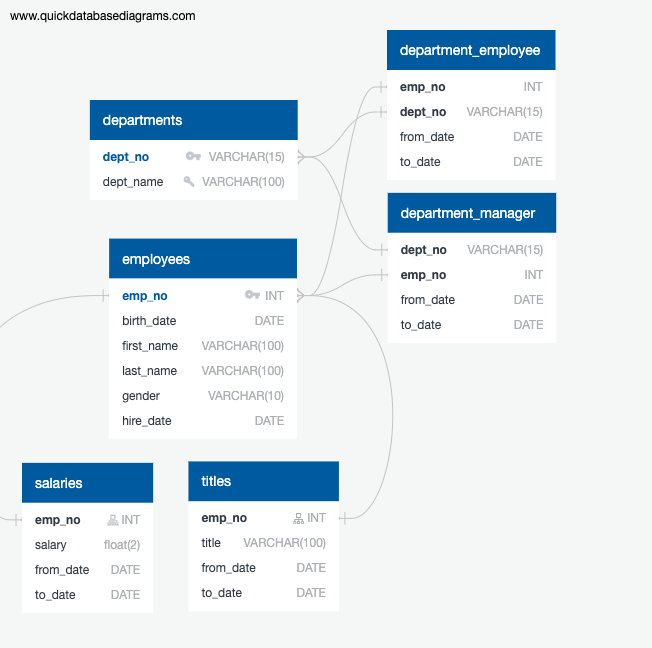 www.quickdatabasediagrams.com
departments
dept_no VARCHAR(15)
dept_name VARCHAR(100)
department_employee
emp_no INT
dept_no VARCHAR(15)
from_date DATE
to_date DATE
department_manager
dept_no VARCHAR(15)
emp_no INT
from_date DATE
to_date DATE
employees
emp_no INT
birth_date DATE
first_name VARCHAR(100)
last_name VARCHAR(100)
gender VARCHAR(10)
hire_date DATE
salaries
emp_no INT
salary float(2)
from_date DATE
to_date DATE
titles
emp_no INT
title VARCHAR(100)
from_date DATE
to_date DATE